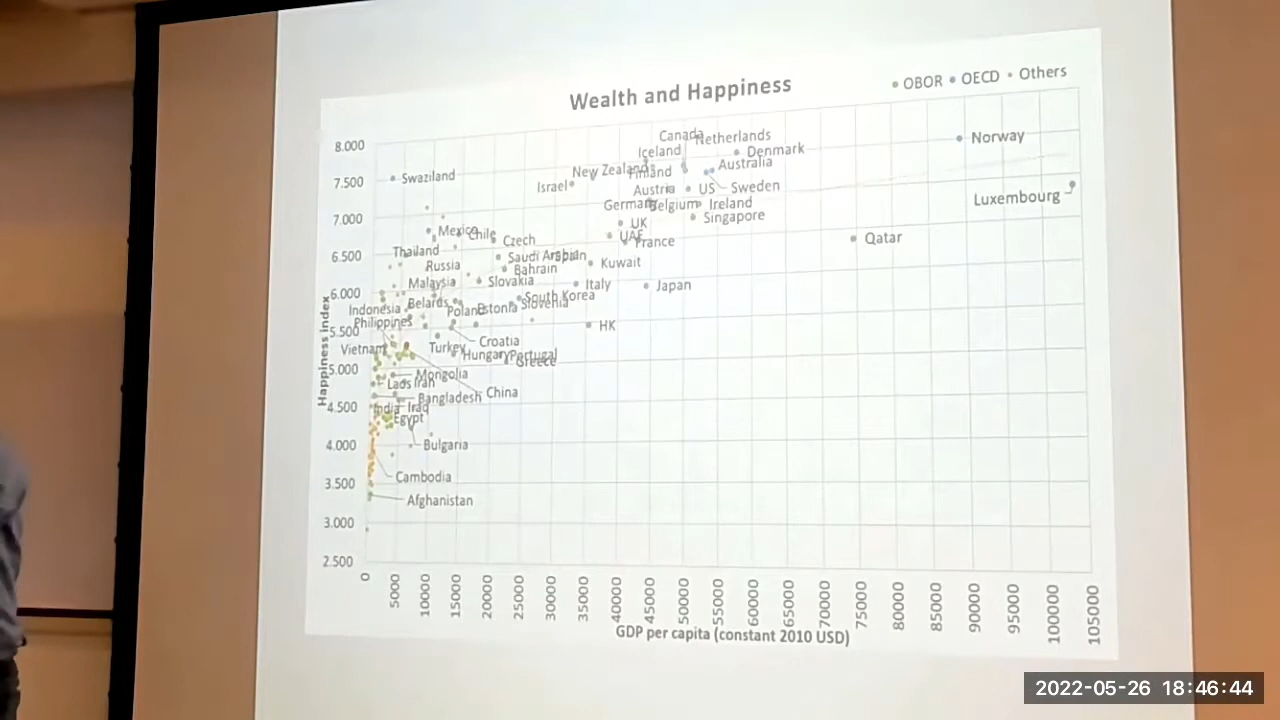 Wealth and Happiness
OBOR OECD Others
8.000
7.500
7.000
6.500
6.000
5.500
5.000
4.500
4.000
3.500
3.000
2.500
Happiness index
Canada
Netherlands
Norway
Iceland
Denmark
New Zealand
Finland
Australia
Swaziland
Israel
Austria
US
Sweden
Luxembourg
Germany
Belgium
Ireland
Singapore
UK
Mexico
Chile
Czech
UAE
France
Qatar
Thailand
Saudi Arabia
Spain
Russia
Bahrain
Kuwait
Malaysia
Slovakia
Italy
Japan
South Korea
Indonesia
Belarus
Poland
Estonia
Slovenia
Philippines
HK
Vietnam
Turkey
Croatia
Hungary
Portugal
Greece
Mongolia
Laos
Iran
China
Bangladesh
India
Iraq
Egypt
Bulgaria
Cambodia
Afghanistan
0 5000 10000 15000 20000 25000 30000 35000 40000 45000 50000 55000 60000 65000 70000 75000 80000 85000 90000 95000 100000 105000
GDP per capita (constant 2010 USD)
2022-05-26 18:46:44